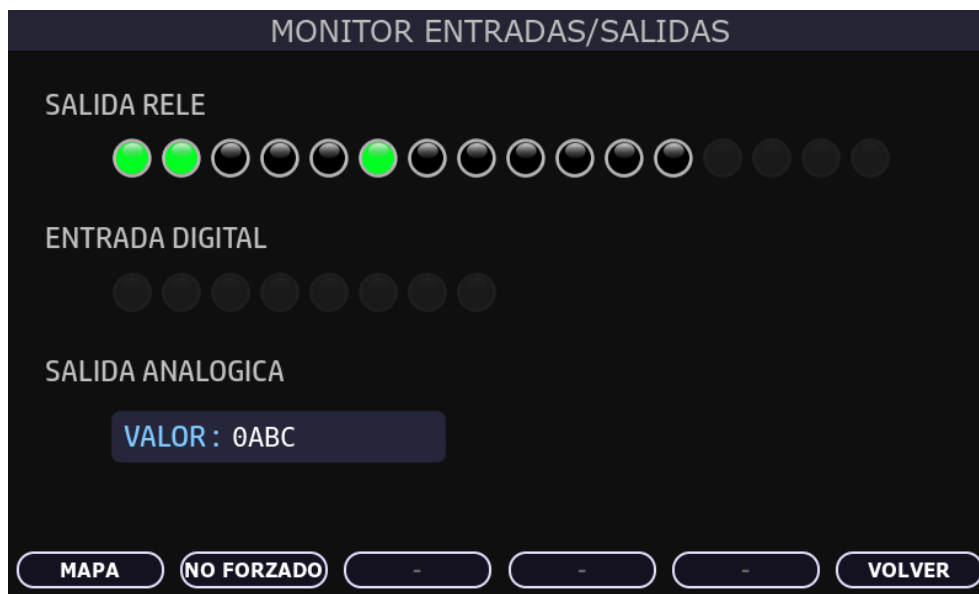 MONITOR ENTRADAS/SALIDAS
SALIDA RELE
ENTRADA DIGITAL
SALIDA ANALOGICA
VALOR: 0ABC
MAPA NO FORZADO - - - VOLVER